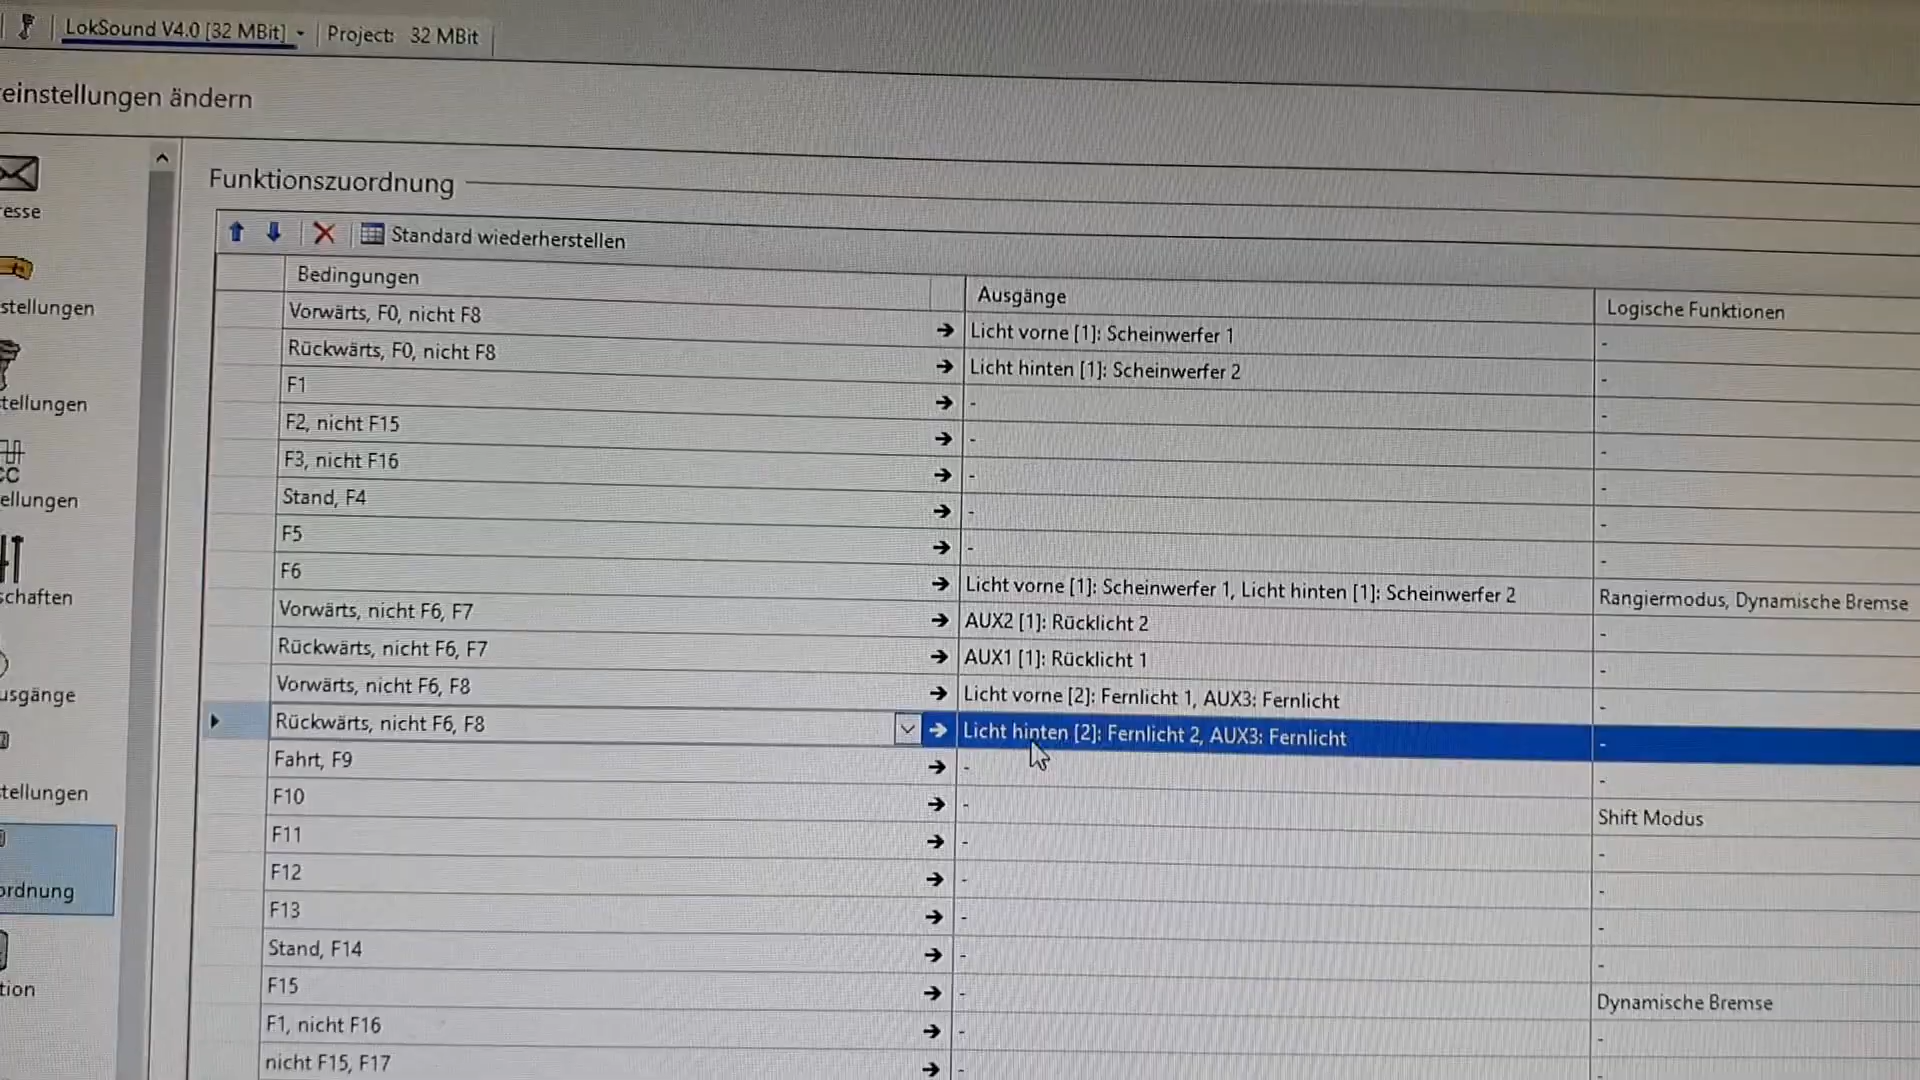 LokSound V4.0 [32 MBit] Project: 32 MBit
einstellungen ändern
esse
stellungen
tellungen
CC
ellungen
schaften
usgänge
tellungen
ordnung
tion
Funktionszuordnung
Standard wiederherstellen
Bedingungen Ausgänge Logische Funktionen
Vorwärts, F0, nicht F8 Licht vorne [1]: Scheinwerfer 1 -
Rückwärts, F0, nicht F8 Licht hinten [1]: Scheinwerfer 2 -
F1 - -
F2, nicht F15 - -
F3, nicht F16 - -
Stand, F4 - -
F5 - -
F6 Licht vorne [1]: Scheinwerfer 1, Licht hinten [1]: Scheinwerfer 2 Rangiermodus, Dynamische Bremse
Vorwärts, nicht F6, F7 AUX2 [1]: Rücklicht 2 -
Rückwärts, nicht F6, F7 AUX1 [1]: Rücklicht 1 -
Vorwärts, nicht F6, F8 Licht vorne [2]: Fernlicht 1, AUX3: Fernlicht -
Rückwärts, nicht F6, F8 Licht hinten [2]: Fernlicht 2, AUX3: Fernlicht -
Fahrt, F9 - -
F10 - Shift Modus
F11 - -
F12 - -
F13 - -
Stand, F14 - -
F15 - Dynamische Bremse
F1, nicht F16 - -
nicht F15, F17 - -